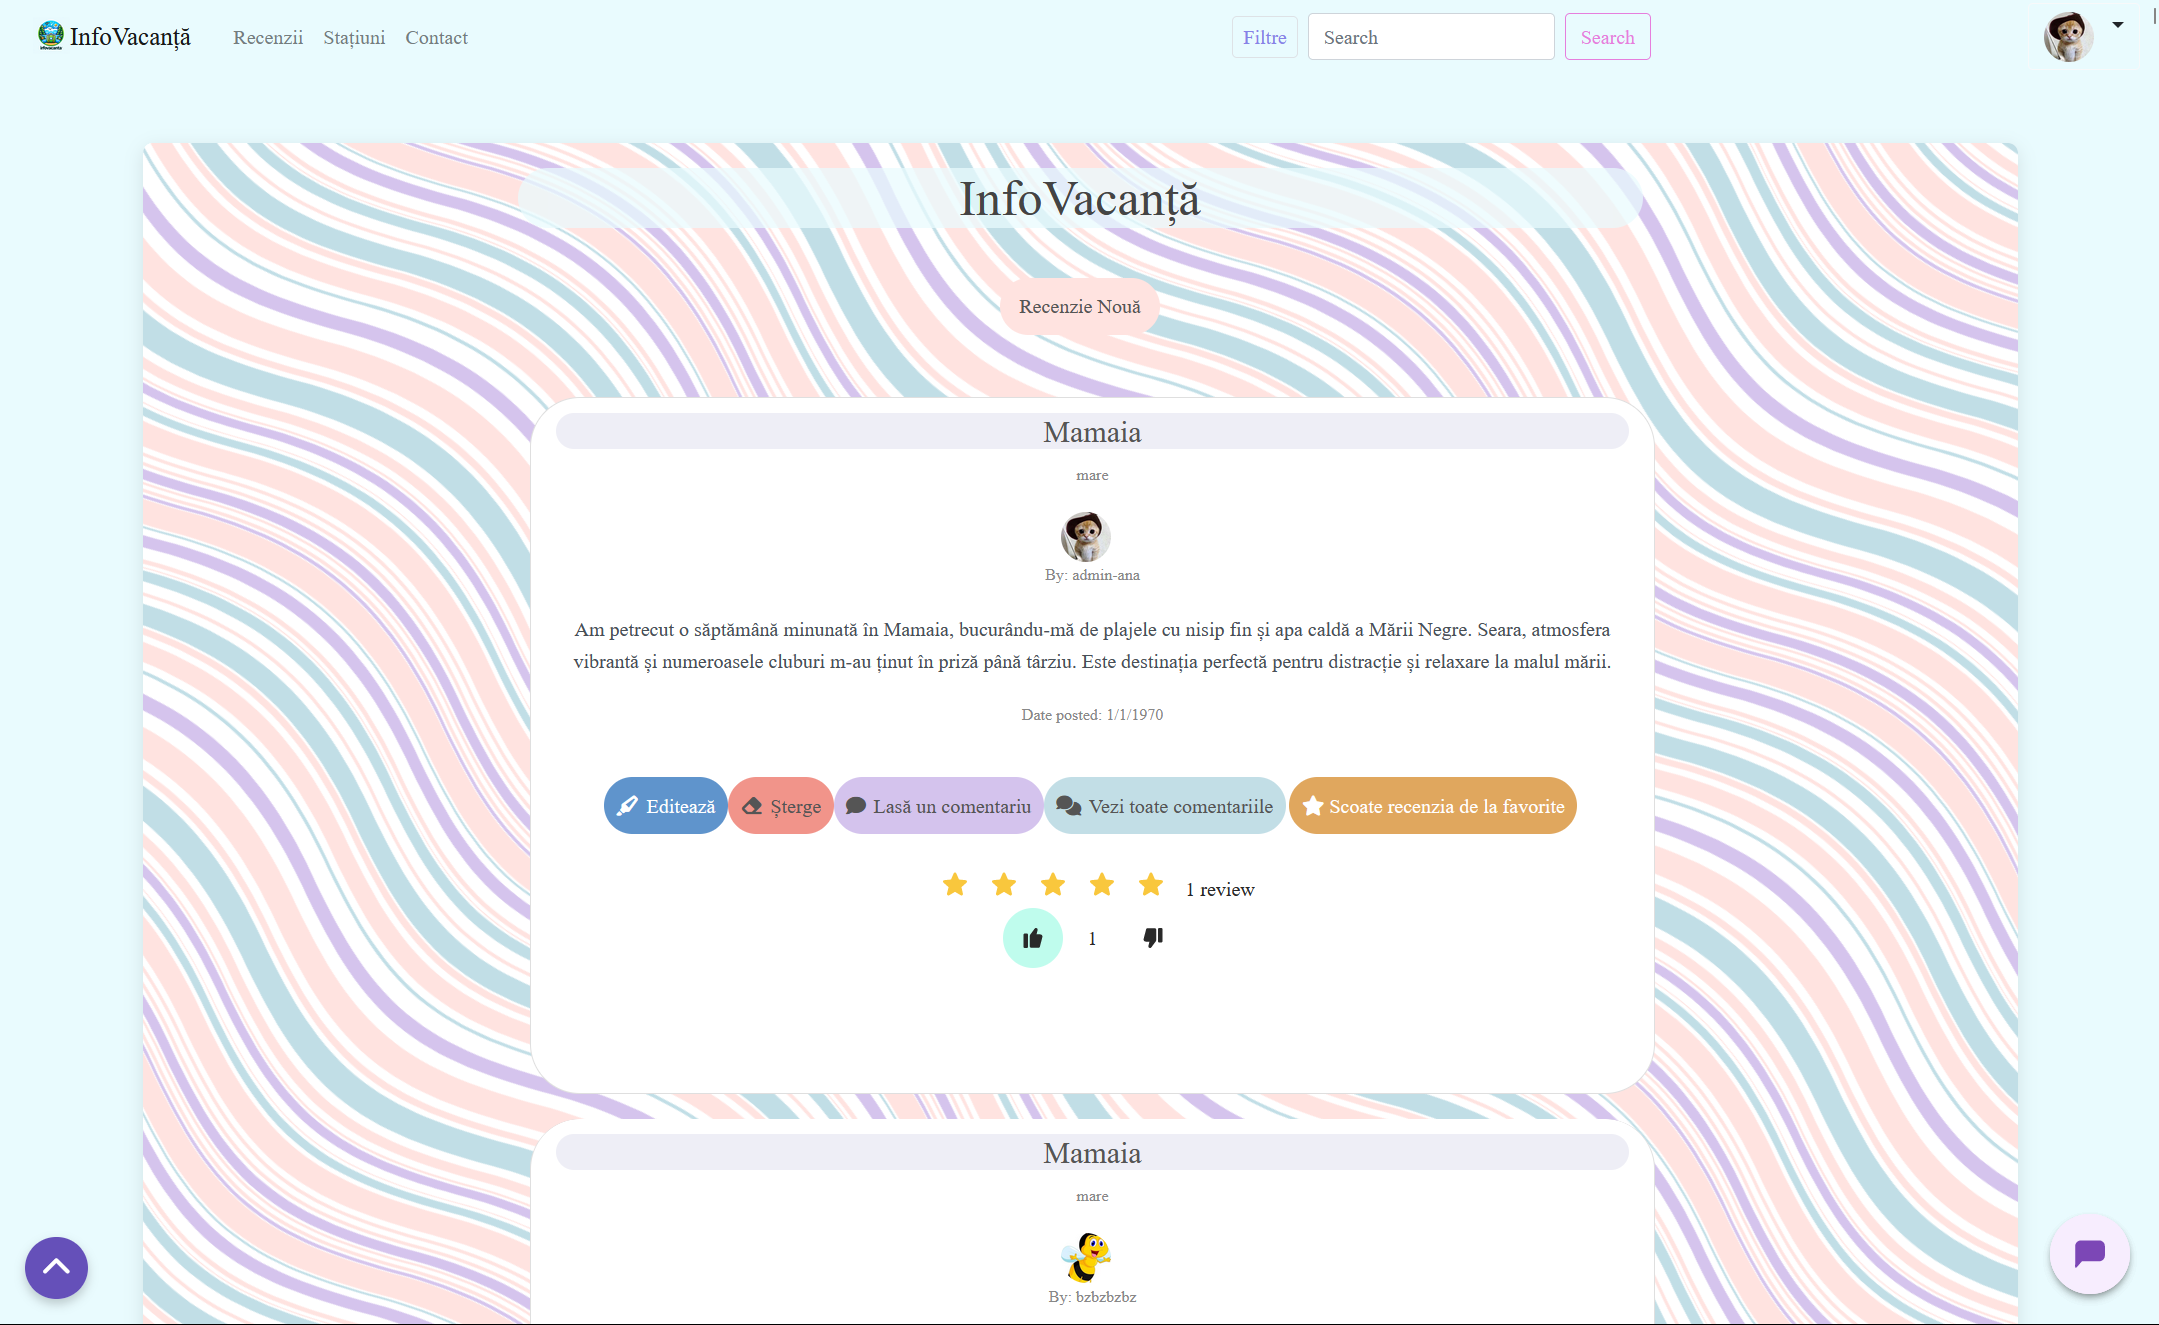 InfoVacanță Recenzii Stațiuni Contact Filtre Search Search
InfoVacanță
Recenzie Nouă
Mamaia
mare
By: admin-ana
Am petrecut o săptămână minunată în Mamaia, bucurându-mă de plajele cu nisip fin și apa caldă a Mării Negre. Seara, atmosfera
vibrantă și numeroasele cluburi m-au ținut în priză până târziu. Este destinația perfectă pentru distracție și relaxare la malul mării.
Date posted: 1/1/1970
Editează Șterge Lasă un comentariu Vezi toate comentariile Scoate recenzia de la favorite
1 review
1
Mamaia
mare
By: bzbzbzbz